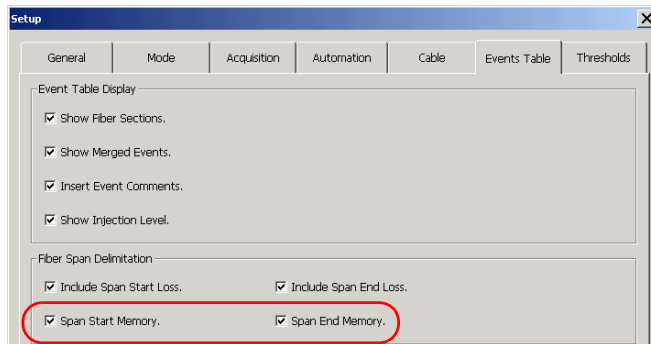 Setup
General Mode Acquisition Automation Cable Events Table Thresholds
Event Table Display
Show Fiber Sections.
Show Merged Events.
Insert Event Comments.
Show Injection Level.
Fiber Span Delimitation
Include Span Start Loss. Include Span End Loss.
Span Start Memory. Span End Memory.